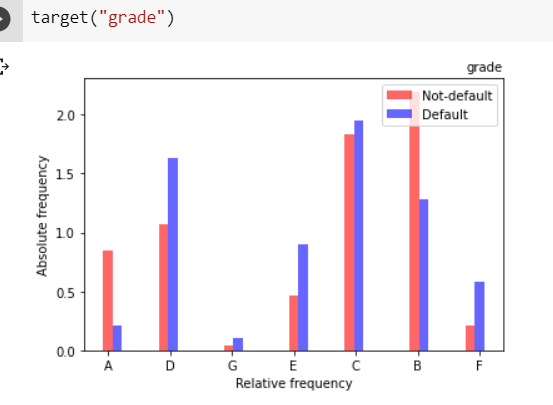 target("grade")
grade
Not-default
Default
Absolute frequency
2.0
1.5
1.0
0.5
0.0
A D G E C B F
Relative frequency